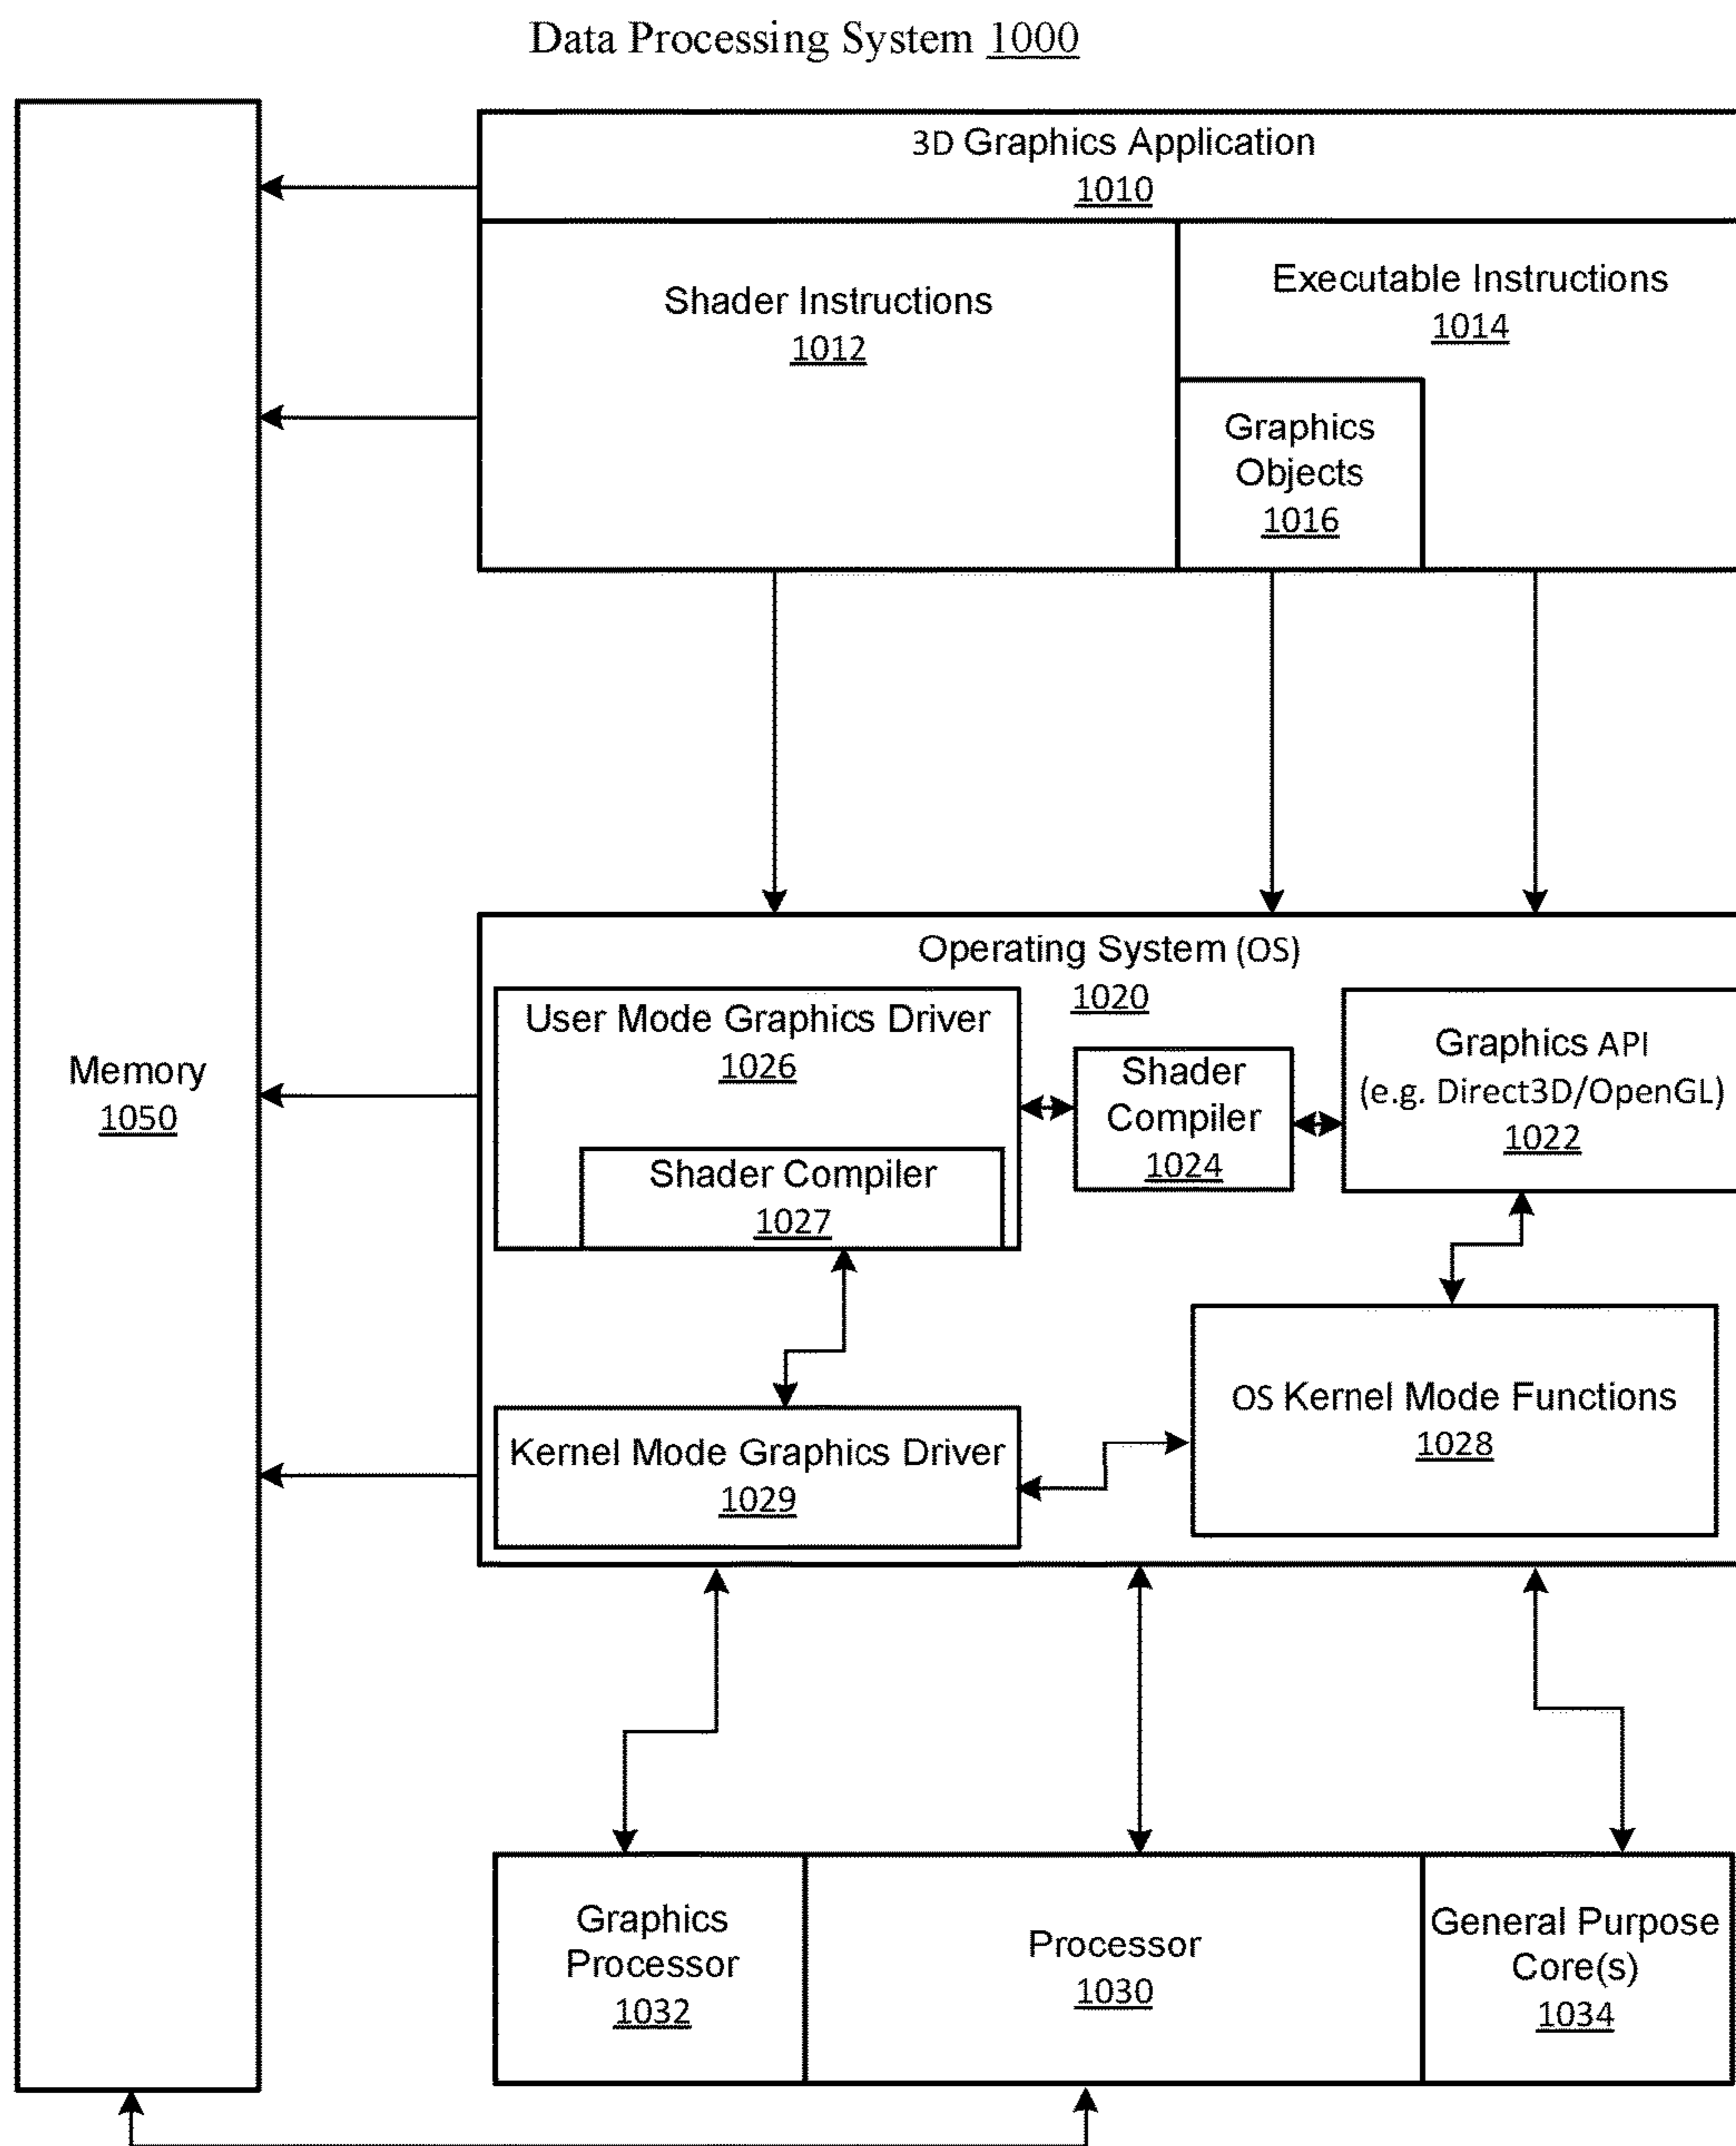 Data Processing System 1000
3D Graphics Application
1010
Shader Instructions
1012
Executable Instructions
1014
Graphics
Objects
1016
Memory
1050
Operating System (OS)
1020
User Mode Graphics Driver
1026
Shader Compiler
1027
Shader
Compiler
1024
Graphics API
(e.g. Direct3D/OpenGL)
1022
Kernel Mode Graphics Driver
1029
OS Kernel Mode Functions
1028
Graphics
Processor
1032
Processor
1030
General Purpose
Core(s)
1034